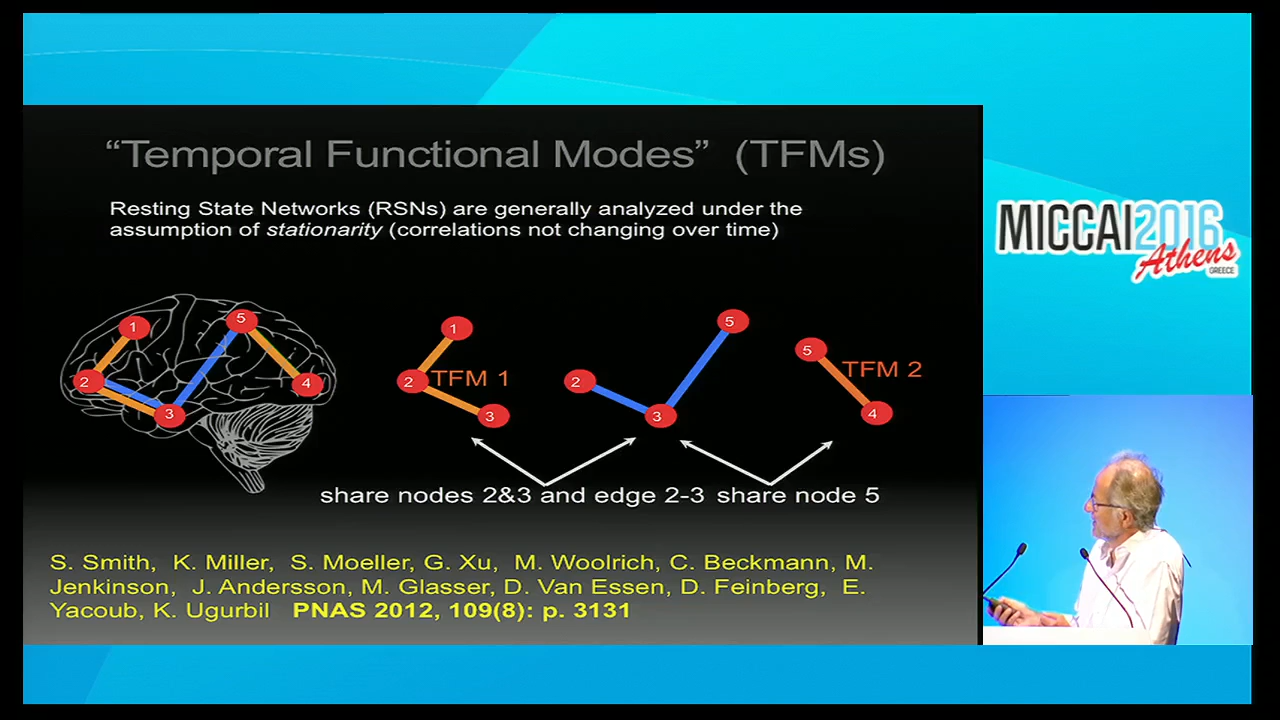 “Temporal Functional Modes” (TFMs)
Resting State Networks (RSNs) are generally analyzed under the
assumption of stationarity (correlations not changing over time)
MICCAI2016
Athens
GREECE
1
5
2
3
4
1
2
TFM 1
3
5
2
3
5
TFM 2
4
share nodes 2&3 and edge 2-3 share node 5
S. Smith, K. Miller, S. Moeller, G. Xu, M. Woolrich, C. Beckmann, M.
Jenkinson, J. Andersson, M. Glasser, D. Van Essen, D. Feinberg, E.
Yacoub, K. Ugurbil PNAS 2012, 109(8): p. 3131